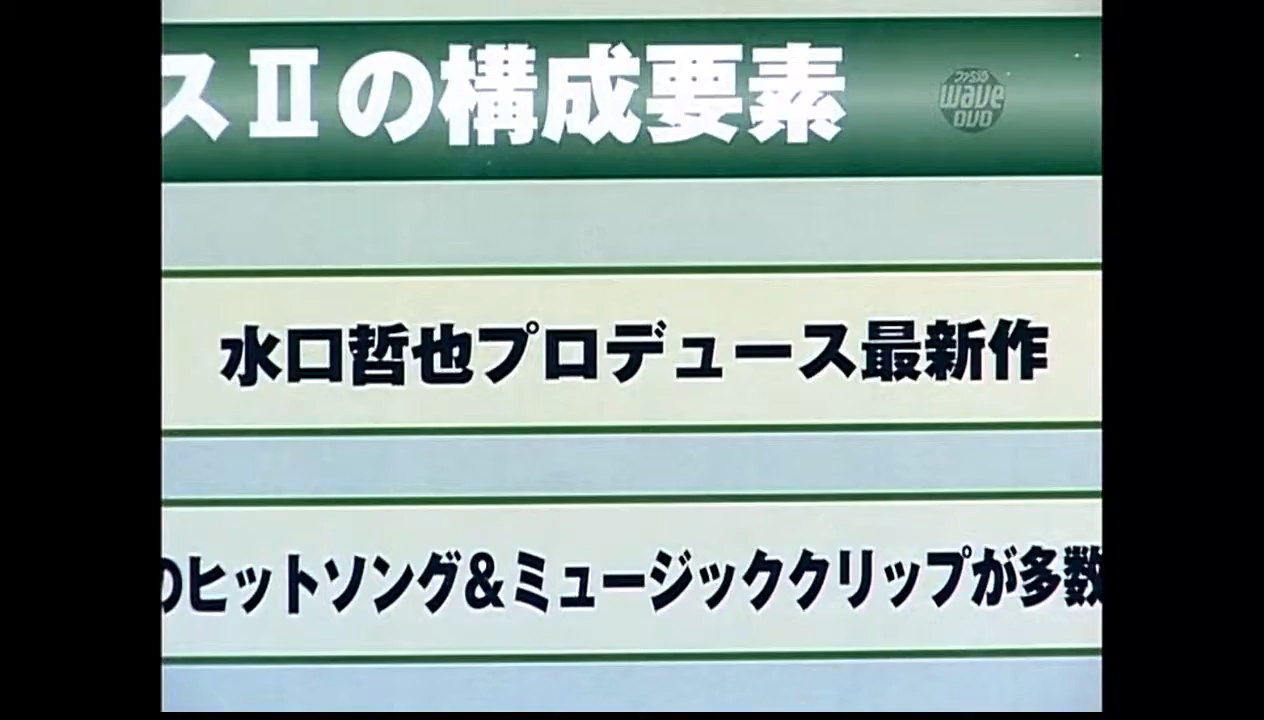 スⅡの構成要素
ファミ通
wave
DVD
水口哲也プロデュース最新作
のヒットソング&ミュージッククリップが多数